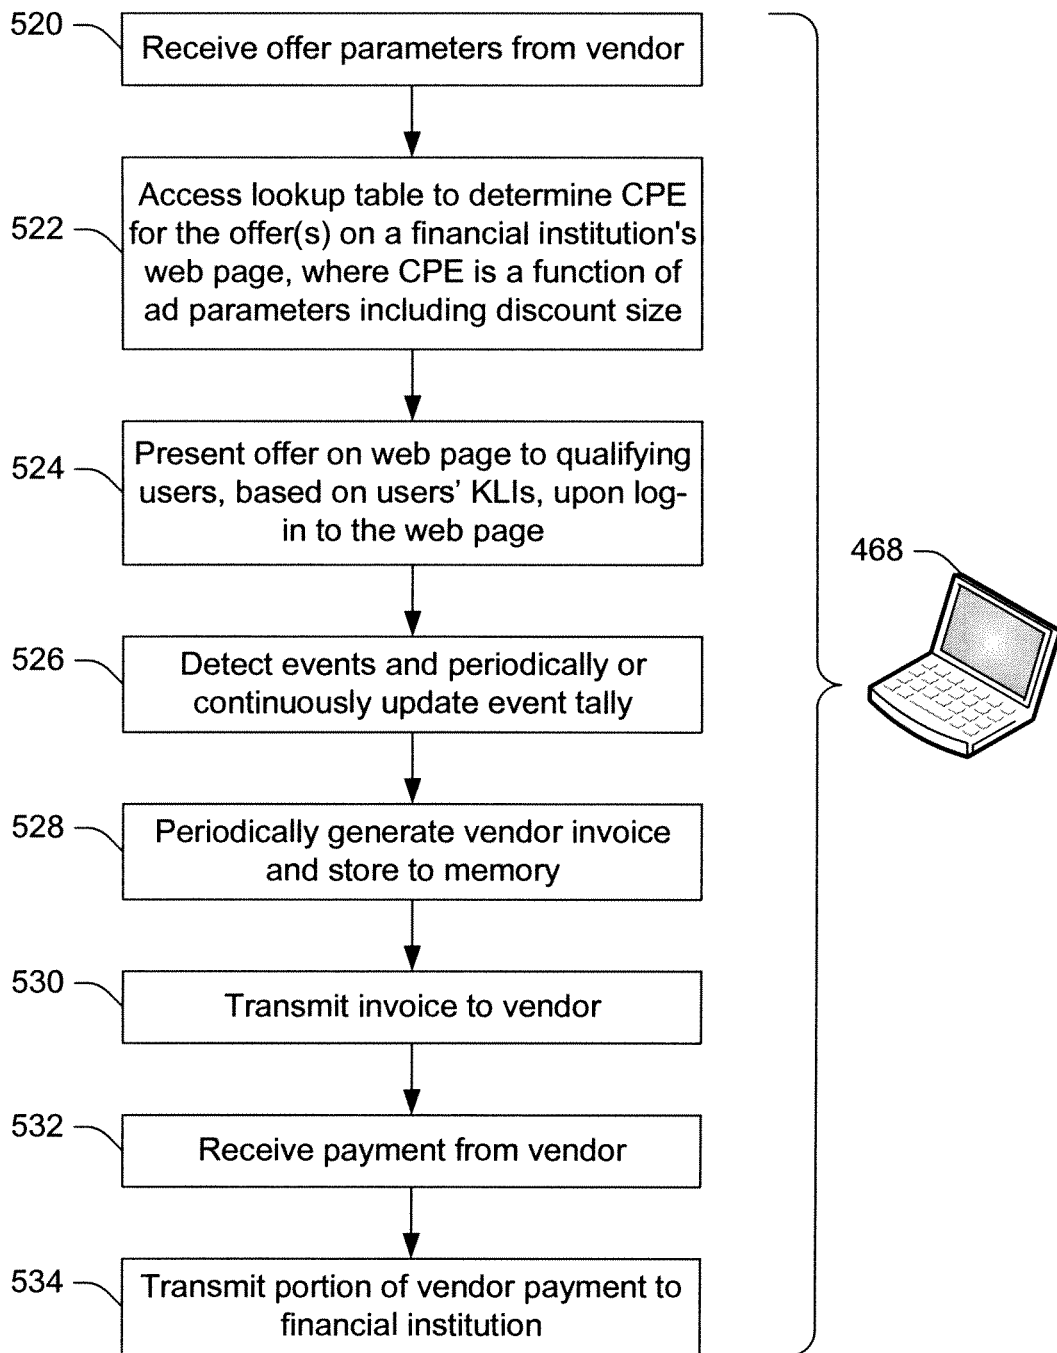 520
Receive offer parameters from vendor
522
Access lookup table to determine CPE
for the offer(s) on a financial institution's
web page, where CPE is a function of
ad parameters including discount size
524
Present offer on web page to qualifying
users, based on users' KLIs, upon log-
in to the web page
468
526
Detect events and periodically or
continuously update event tally
528
Periodically generate vendor invoice
and store to memory
530
Transmit invoice to vendor
532
Receive payment from vendor
534
Transmit portion of vendor payment to
financial institution